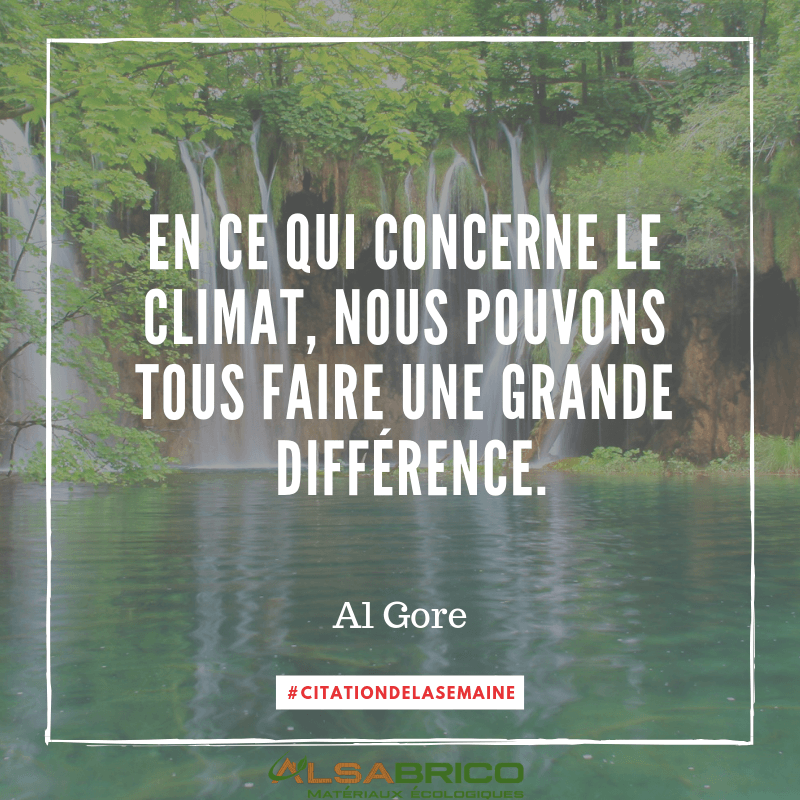 EN CE QUI CONCERNE LE
CLIMAT, NOUS POUVONS
TOUS FAIRE UNE GRANDE
DIFFÉRENCE.
Al Gore
#CITATIONDELASEMAINE
ALSABRICO
Matériaux écologiques